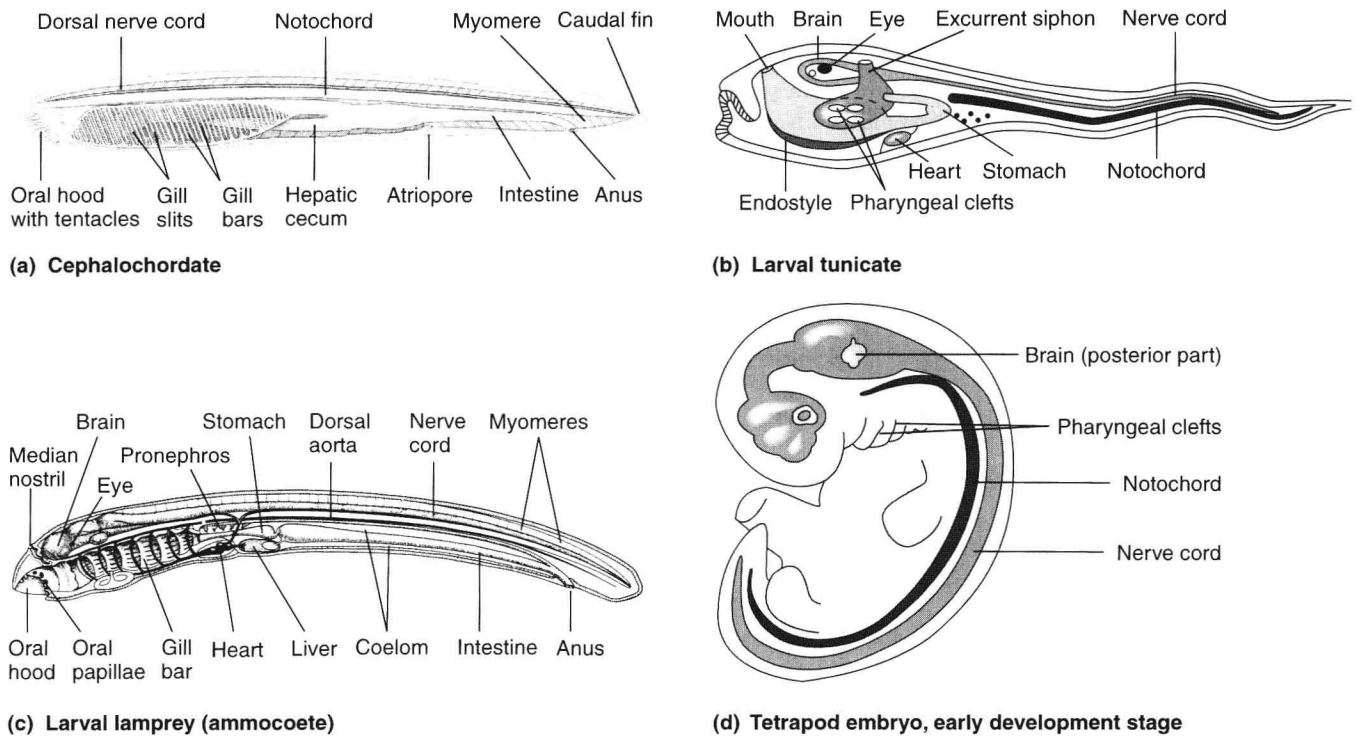 Dorsal nerve cord
Notochord
Myomere
Caudal fin
Oral hood
with tentacles
Gill
slits
Gill
bars
Hepatic
cecum
Atriopore
Intestine
Anus
(a) Cephalochordate
Mouth
Brain
Eye
Excurrent siphon
Nerve cord
Heart
Stomach
Notochord
Endostyle
Pharyngeal clefts
(b) Larval tunicate
Brain
Stomach
Dorsal
aorta
Nerve
cord
Myomeres
Median
nostril
Pronephros
Eye
Oral
hood
Oral
papillae
Gill
bar
Heart
Liver
Coelom
Intestine
Anus
(c) Larval lamprey (ammocoete)
Brain (posterior part)
Pharyngeal clefts
Notochord
Nerve cord
(d) Tetrapod embryo, early development stage